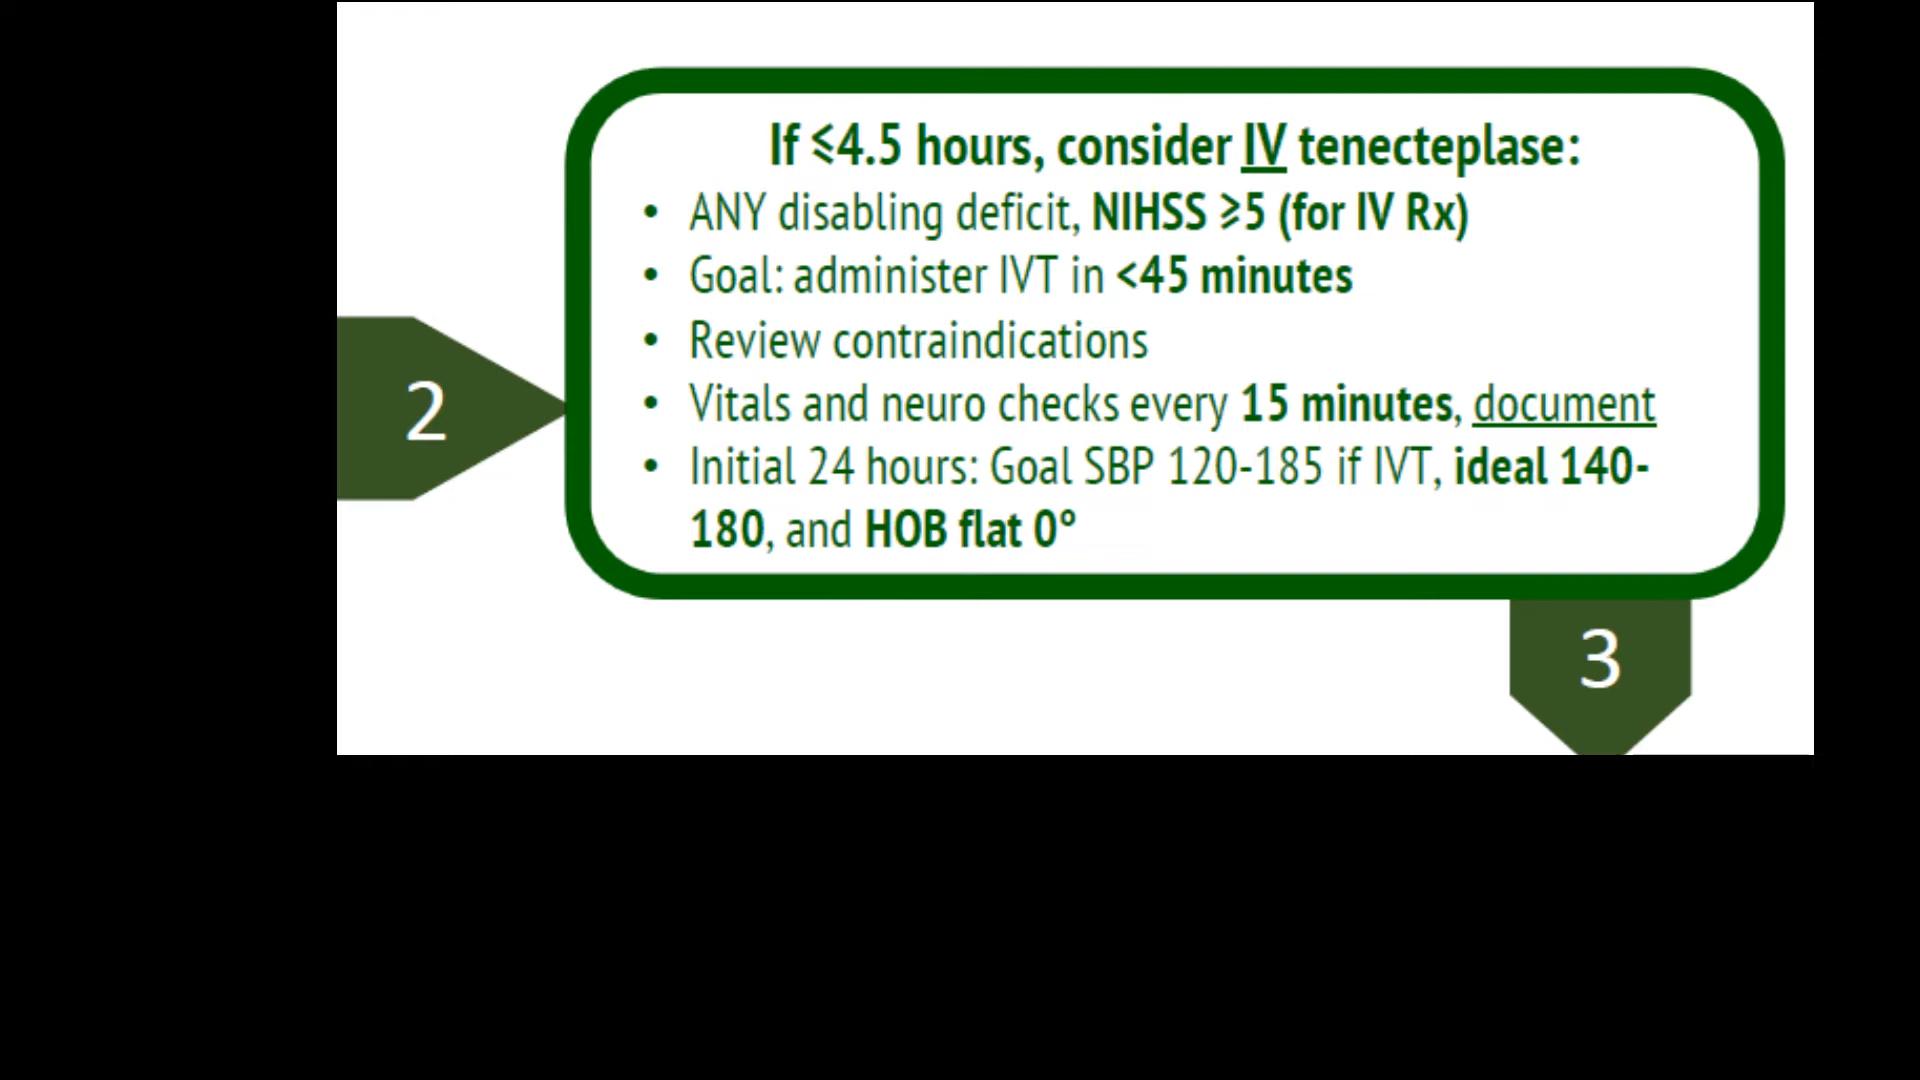 If ≤4.5 hours, consider IV tenecteplase:
• ANY disabling deficit, NIHSS ≥5 (for IV Rx)
• Goal: administer IVT in <45 minutes
• Review contraindications
2
• Vitals and neuro checks every 15 minutes, document
• Initial 24 hours: Goal SBP 120-185 if IVT, ideal 140-
180, and HOB flat 0°
3